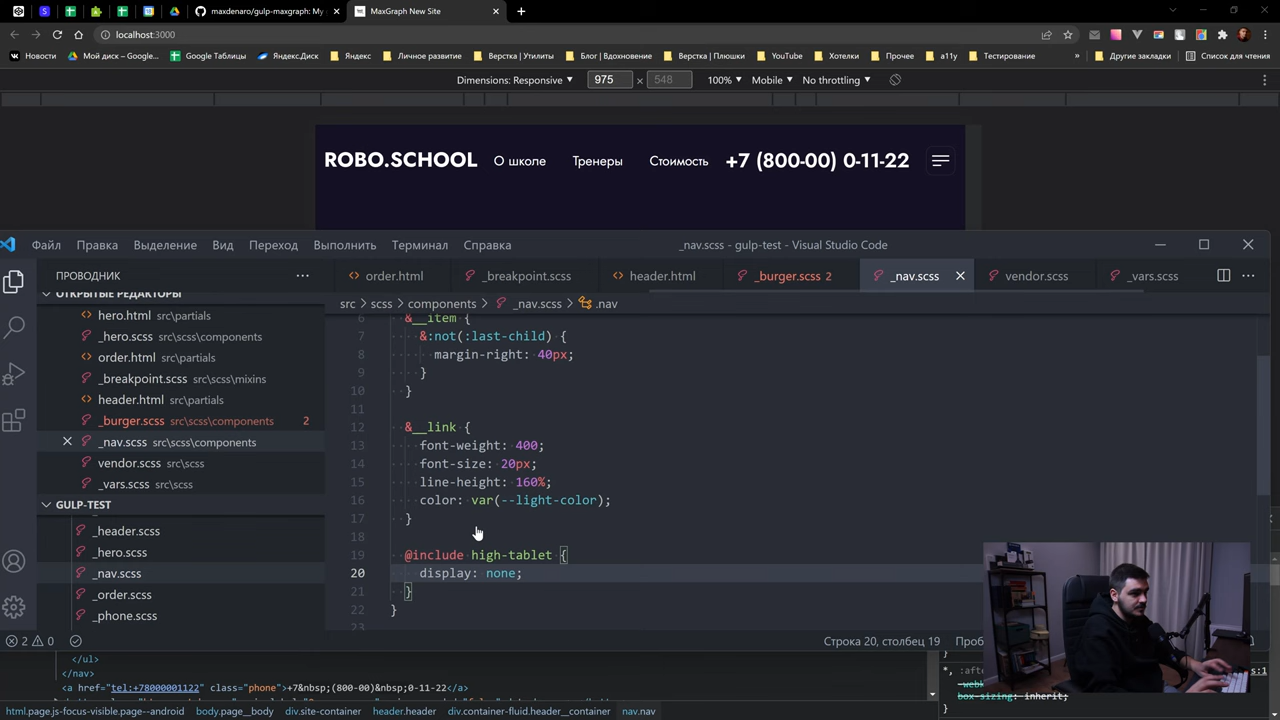 maxdenaro/gulp-maxgraph: My
MaxGraph New Site
localhost:3000
Новости
Мой диск – Google...
Google Таблицы
Яндекс.Диск
Яндекс
Личное развитие
Верстка | Утилиты
Блог | Вдохновение
Верстка | Плюшки
YouTube
Хотелки
Прочее
a11y
Тестирование
»
Другие закладки
Список для чтения
Dimensions: Responsive
975 × 548
100%
Mobile
No throttling
ROBO.SCHOOL О школе Тренеры Стоимость +7 (800-00) 0-11-22
Файл Правка Выделение Вид Переход Выполнить Терминал Справка
_nav.scss - gulp-test - Visual Studio Code
ПРОВОДНИК
order.html
_breakpoint.scss
header.html
_burger.scss 2
_nav.scss
vendor.scss
_vars.scss
ОТКРЫТЫЕ РЕДАКТОРЫ
hero.html src\partials
_hero.scss src\scss\components
order.html src\partials
_breakpoint.scss src\scss\mixins
header.html src\partials
_burger.scss src\scss\components 2
_nav.scss src\scss\components
vendor.scss src\scss
_vars.scss src\scss
GULP-TEST
_header.scss
_hero.scss
_nav.scss
_order.scss
_phone.scss
src > scss > components > _nav.scss > .nav
6 &__item {
7 &:not(:last-child) {
8 margin-right: 40px;
9 }
10 }
11
12 &__link {
13 font-weight: 400;
14 font-size: 20px;
15 line-height: 160%;
16 color: var(--light-color);
17 }
18
19 @include high-tablet {
20 display: none;
21 }
22 }
23
2 0
Строка 20, столбец 19
Проб
</ul>
</nav>
<a href="tel:+78000001122" class="phone">+7&nbsp;(800-00)&nbsp;0-11-22</a>
html.page.js-focus-visible.page--android body.page__body div.site-container header.header div.container-fluid.header__container nav.nav
}
*, :afte
s:1
box-sizing: inherit;
}